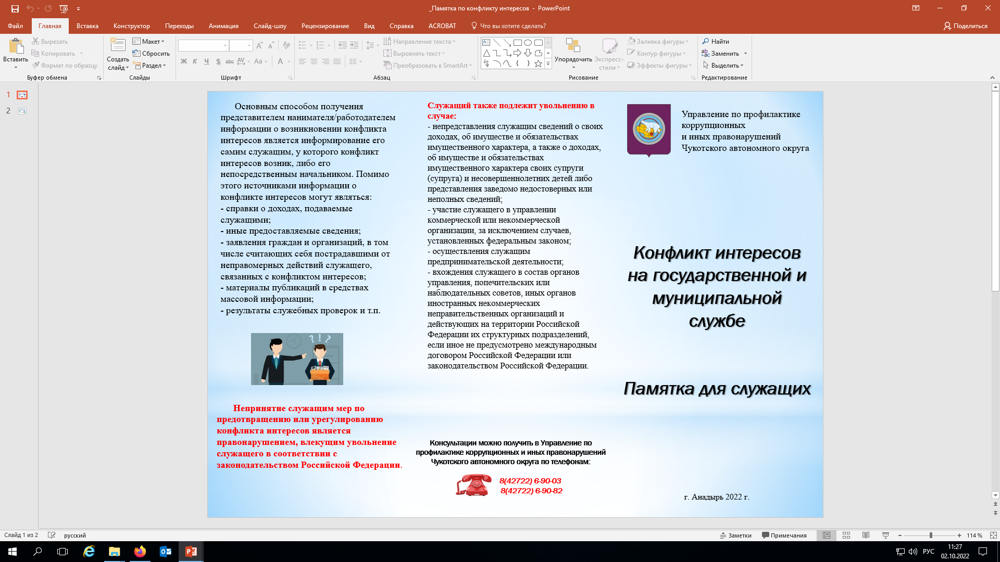 _Памятка по конфликту интересов - PowerPoint
Файл Главная Вставка Конструктор Переходы Анимация Слайд-шоу Рецензирование Вид Справка ACROBAT Что вы хотите сделать? Поделиться
Вставить
Вырезать
Копировать
Формат по образцу
Буфер обмена
Создать слайд
Макет
Сбросить
Раздел
Слайды
Ж К Ч S abc AV Aa А
Шрифт
Направление текста
Выровнять текст
Преобразовать в SmartArt
Абзац
Упорядочить
Экспресс-стили
Заливка фигуры
Контур фигуры
Эффекты фигуры
Рисование
Найти
Заменить
Выделить
Редактирование
1
2
Основным способом получения
представителем нанимателя/работодателем
информации о возникновении конфликта
интересов является информирование его
самим служащим, у которого конфликт
интересов возник, либо его
непосредственным начальником. Помимо
этого источниками информации о
конфликте интересов могут являться:
- справки о доходах, подаваемые
служащими;
- иные предоставляемые сведения;
- заявления граждан и организаций, в том
числе считающих себя пострадавшими от
неправомерных действий служащего,
связанных с конфликтом интересов;
- материалы публикаций в средствах
массовой информации;
- результаты служебных проверок и т.п.
? ! ?
Непринятие служащим мер по
предотвращению или урегулированию
конфликта интересов является
правонарушением, влекущим увольнение
служащего в соответствии с
законодательством Российской Федерации.
Служащий также подлежит увольнению в
случае:
- непредставления служащим сведений о своих
доходах, об имуществе и обязательствах
имущественного характера, а также о доходах,
об имуществе и обязательствах
имущественного характера своих супруги
(супруга) и несовершеннолетних детей либо
представления заведомо недостоверных или
неполных сведений;
- участие служащего в управлении
коммерческой или некоммерческой
организации, за исключением случаев,
установленных федеральным законом;
- осуществления служащим
предпринимательской деятельности;
- вхождения служащего в состав органов
управления, попечительских или
наблюдательных советов, иных органов
иностранных некоммерческих
неправительственных организаций и
действующих на территории Российской
Федерации их структурных подразделений,
если иное не предусмотрено международным
договором Российской Федерации или
законодательством Российской Федерации.
Консультации можно получить в Управление по
профилактике коррупционных и иных правонарушений
Чукотского автономного округа по телефонам:
8(42722) 6-90-03
8(42722) 6-90-82
Управление по профилактике
коррупционных
и иных правонарушений
Чукотского автономного округа
Конфликт интересов
на государственной и
муниципальной
службе
Памятка для служащих
г. Анадырь 2022 г.
Слайд 1 из 2 русский Заметки Примечания 114 %
РУС 11:27
02.10.2022